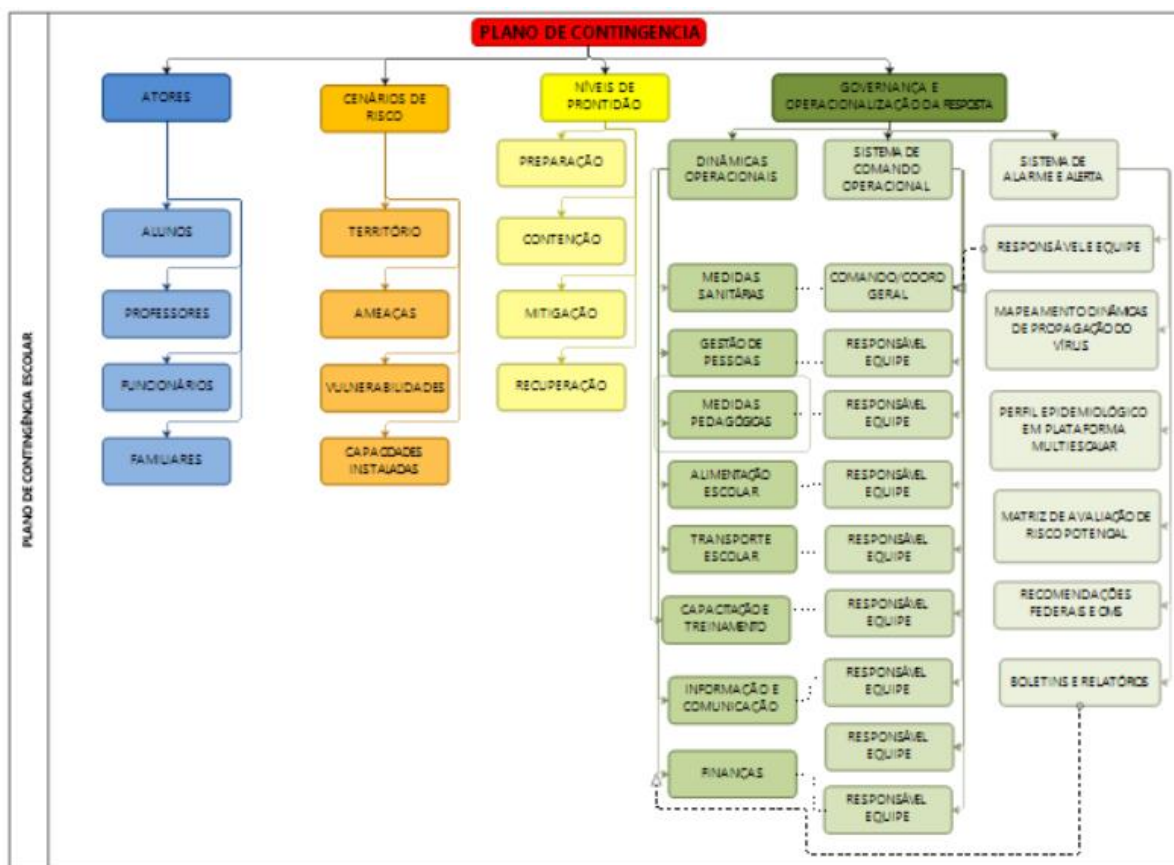 PLANO DE CONTINGENCIA
PLANO DE CONTINGÊNCIA ESCOLAR
ATORES
ALUNOS
PROFESSORES
FUNCIONÁRIOS
FAMILIARES
CENÁRIOS DE
RISCO
TERRITÓRIO
AMEAÇAS
VULNERABILIDADES
CAPACIDADES
INSTALADAS
NÍVEIS DE
PRONTIDÃO
PREPARAÇÃO
CONTENÇÃO
MITIGAÇÃO
RECUPERAÇÃO
GOVERNANÇA E
OPERACIONALIZAÇÃO DA RESPOSTA
DINÂMICAS
OPERACIONAIS
MEDIDAS
SANITÁRIAS
GESTÃO DE
PESSOAS
MEDIDAS
PEDAGÓGICAS
ALIMENTAÇÃO
ESCOLAR
TRANSPORTE
ESCOLAR
CAPACITAÇÃO E
TREINAMENTO
INFORMAÇÃO E
COMUNICAÇÃO
FINANÇAS
SISTEMA DE
COMANDO
OPERACIONAL
COMANDO/COORD
GERAL
RESPONSÁVEL
EQUIPE
RESPONSÁVEL
EQUIPE
RESPONSÁVEL
EQUIPE
RESPONSÁVEL
EQUIPE
RESPONSÁVEL
EQUIPE
RESPONSÁVEL
EQUIPE
RESPONSÁVEL
EQUIPE
RESPONSÁVEL
EQUIPE
SISTEMA DE
ALARME E ALERTA
RESPONSÁVEL E EQUIPE
MAPEAMENTO DINÂMICAS
DE PROPAGAÇÃO DO
VÍRUS
PERFIL EPIDEMIOLÓGICO
EM PLATAFORMA
MULTIESCALAR
MATRIZ DE AVALIAÇÃO DE
RISCO POTENCIAL
RECOMENDAÇÕES
FEDERAIS E OMS
BOLETINS E RELATÓRIOS